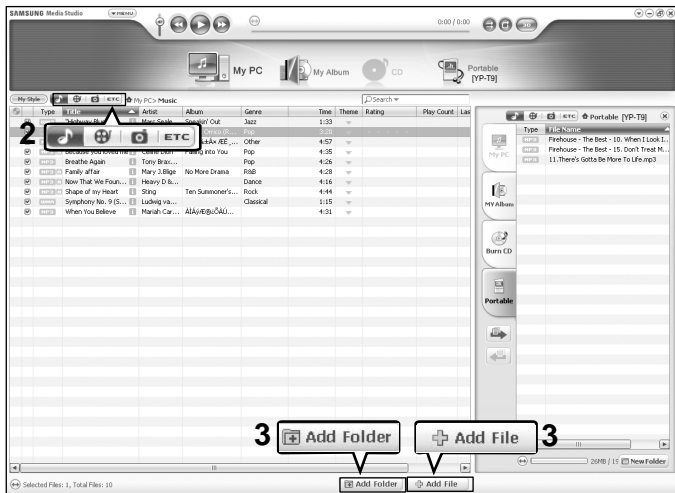 SAMSUNG Media Studio ▼MENU
0:00 / 0:00
My PC
My Album
CD
Portable
[YP-T9]
My Style ETC My PC> Music Search
Type Title Artist Album Genre Time Theme Rating Play Count Las
2
Jazz 1:33
Pop 3:28
Other 4:57
Pop 4:35
ETC
Breathe Again Tony Brax... Pop 4:26
Family affair Mary J.Blige No More Drama R&B 4:28
Now That We Foun... Heavy D &... Dance 4:16
Shape of my Heart Sting Ten Summoner's... Rock 4:44
Symphony No. 9 (S... Ludwig va... Classical 1:15
When You Believe Mariah Car... 4:31
ETC Portable [YP-T9]
Type File Name
Firehouse - The Best - 10. When I Look I...
Firehouse - The Best - 15. Don't Treat M...
11.There's Gotta Be More To Life.mp3
My PC
MY Album
Burn CD
Portable
3 Add Folder Add File 3
26MB / 19 New Folder
Selected Files: 1, Total Files: 10 Add Folder Add File